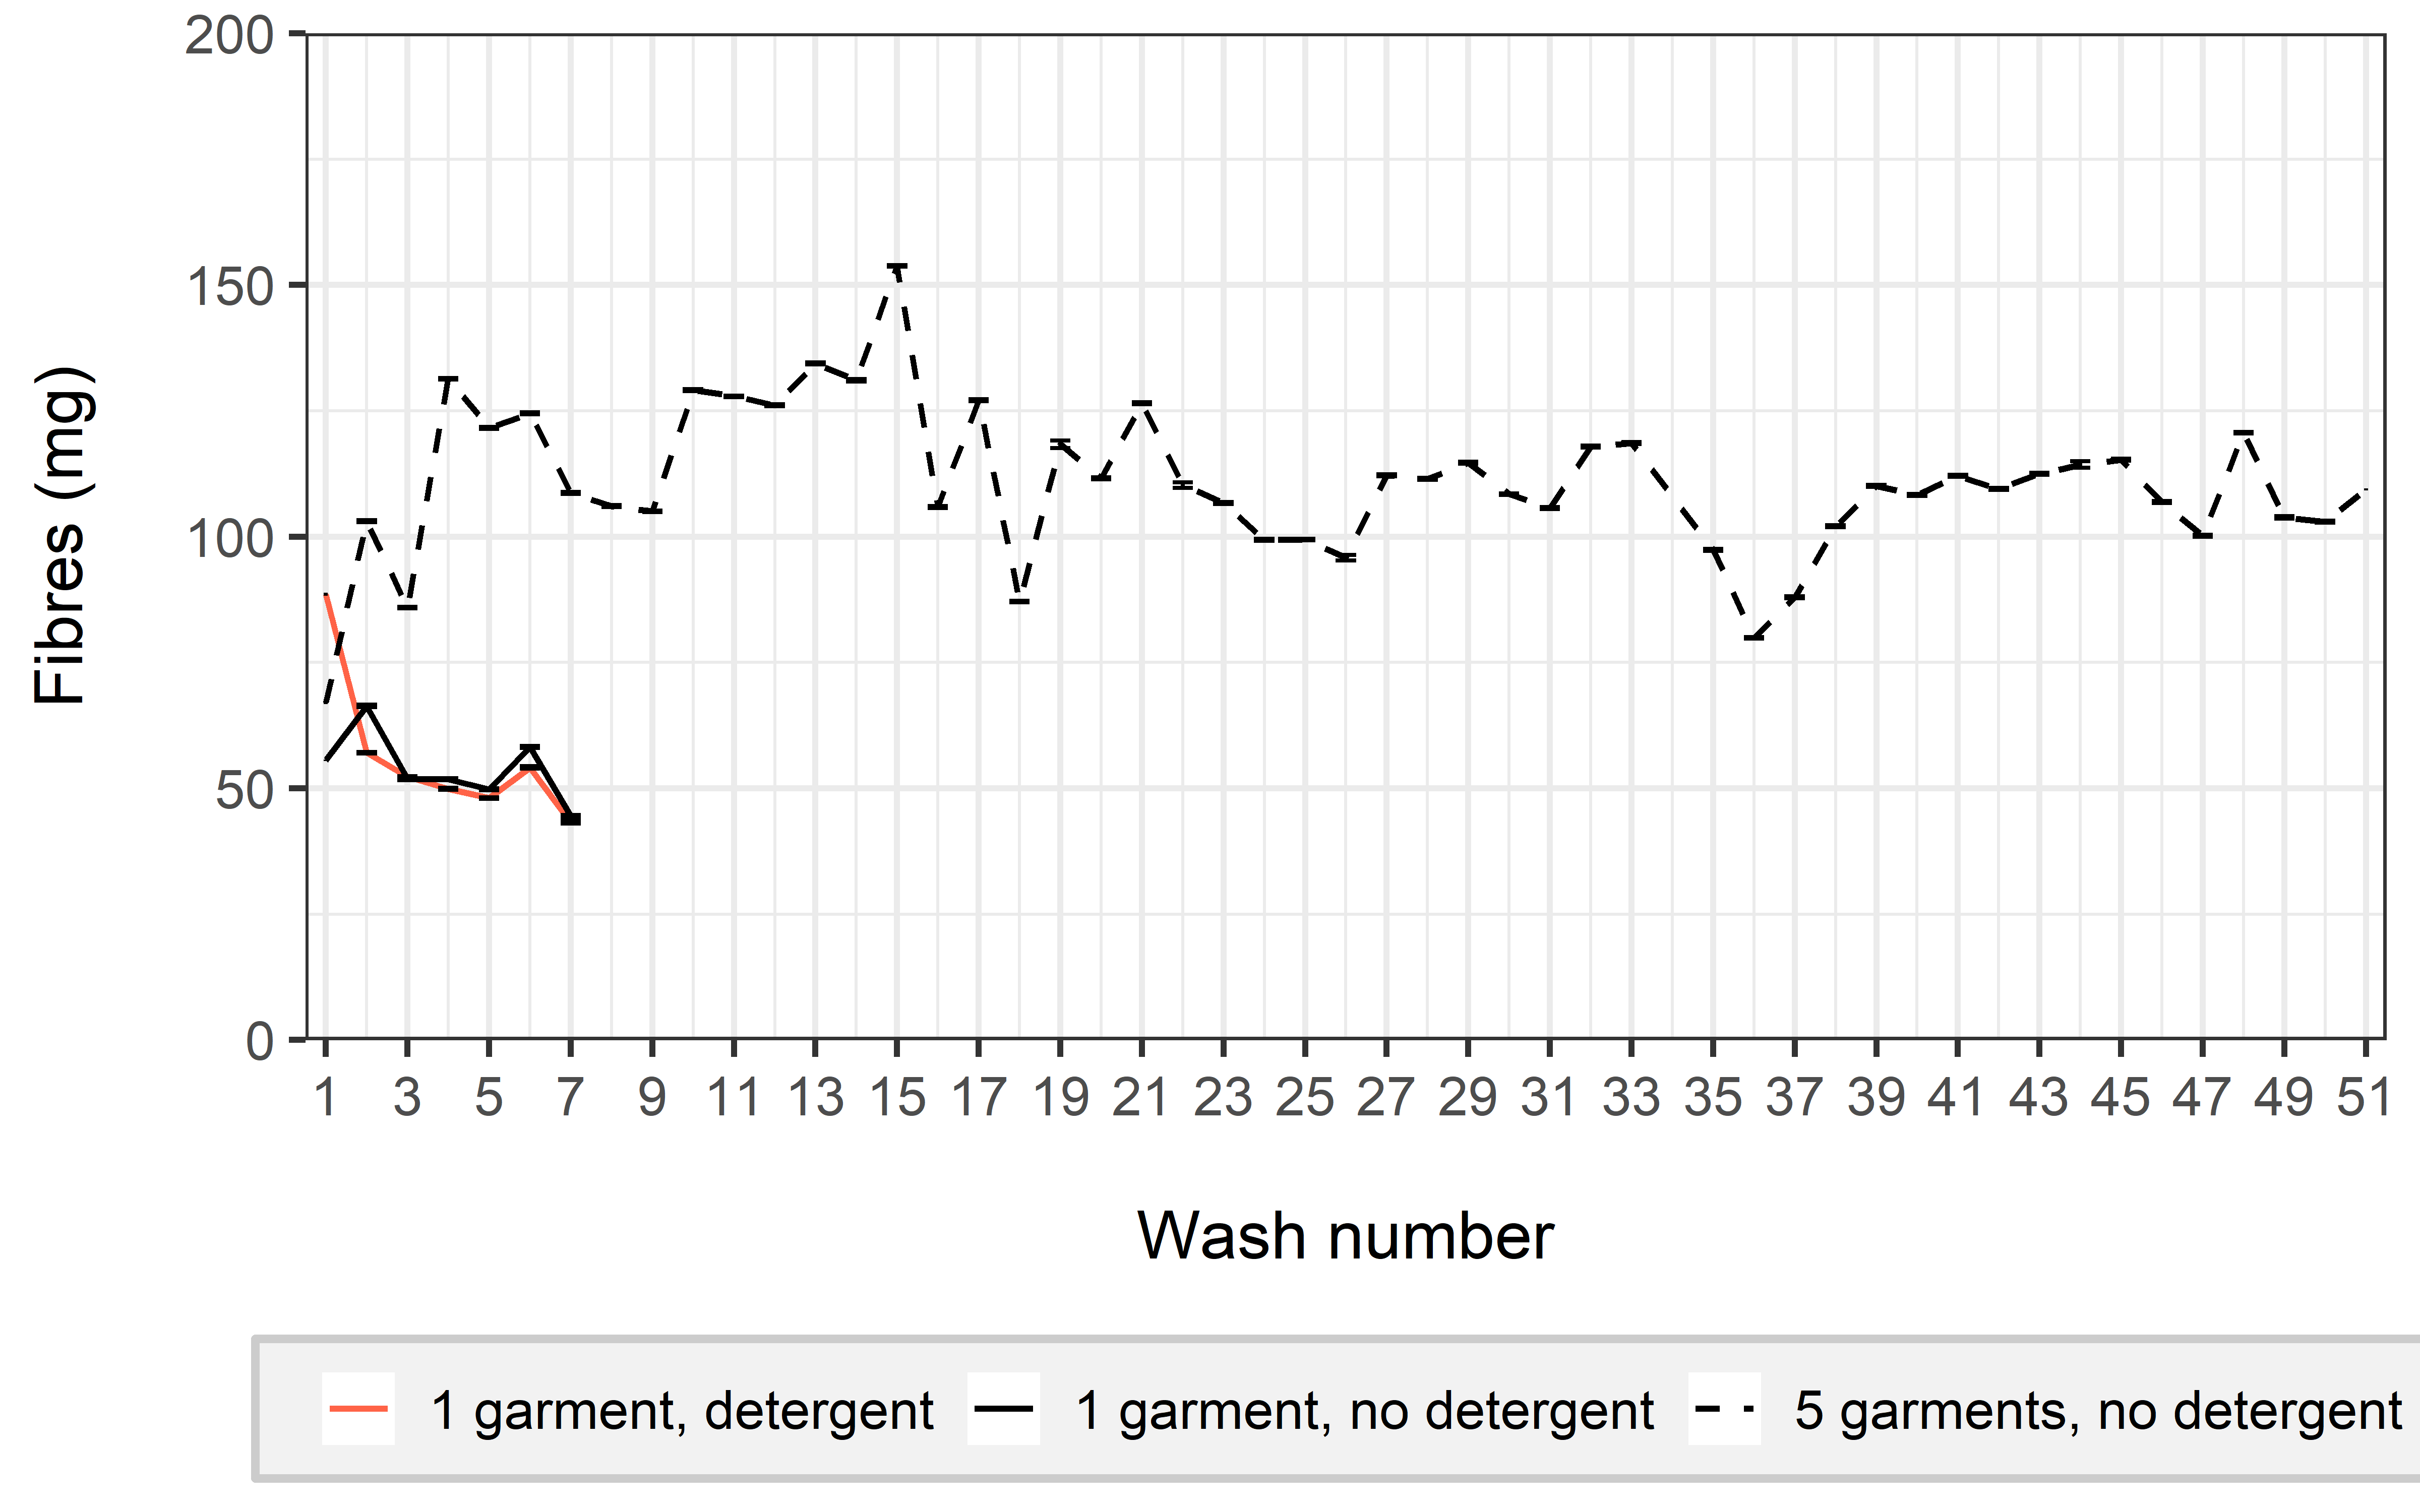 200
150
100
50
0
Fibres (mg)
1 3 5 7 9 11 13 15 17 19 21 23 25 27 29 31 33 35 37 39 41 43 45 47 49 51
Wash number
1 garment, detergent 1 garment, no detergent 5 garments, no detergent